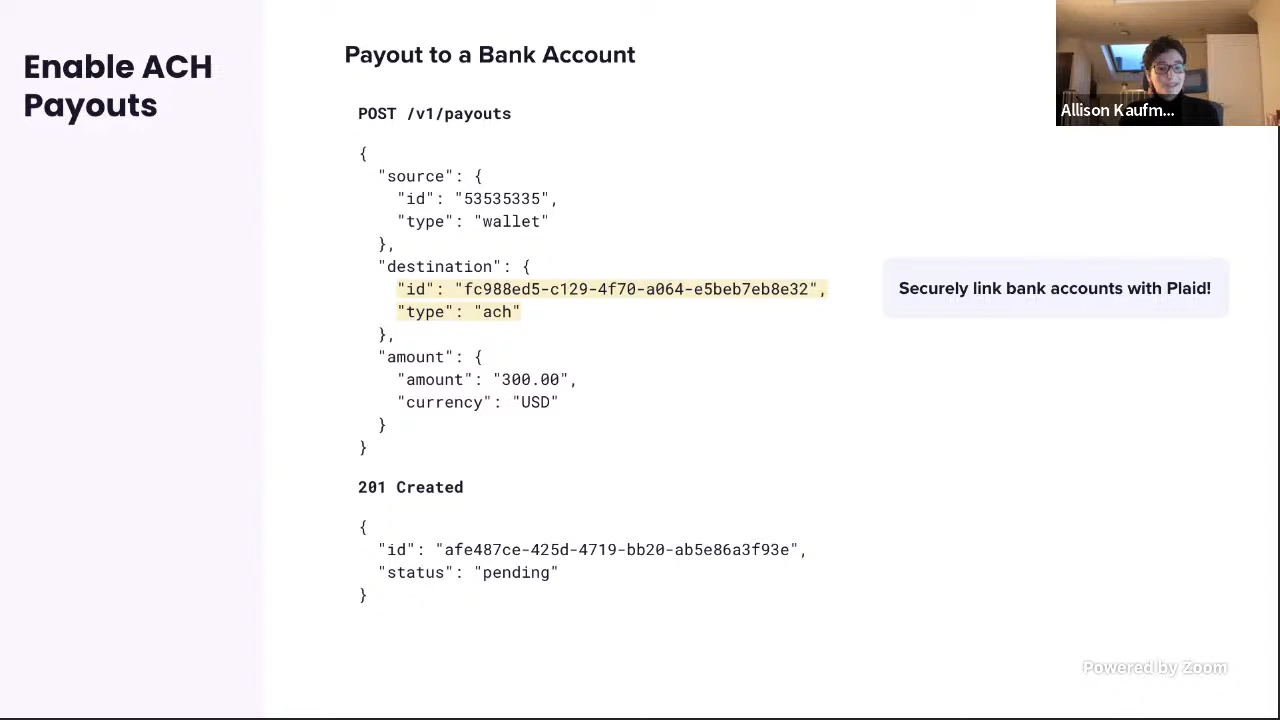 Enable ACH
Payouts
Payout to a Bank Account
POST /v1/payouts
{
  "source": {
    "id": "53535335",
    "type": "wallet"
  },
  "destination": {
    "id": "fc988ed5-c129-4f70-a064-e5beb7eb8e32",
    "type": "ach"
  },
  "amount": {
    "amount": "300.00",
    "currency": "USD"
  }
}
201 Created
{
  "id": "afe487ce-425d-4719-bb20-ab5e86a3f93e",
  "status": "pending"
}
Securely link bank accounts with Plaid!
Allison Kaufm...
Powered by Zoom